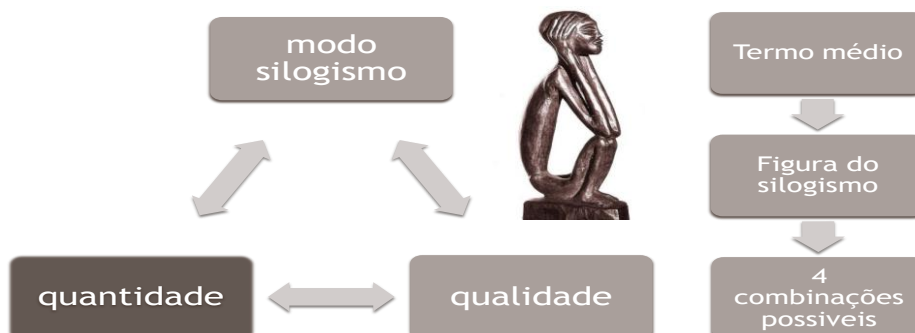 modo
silogismo
quantidade
qualidade
Termo médio
Figura do
silogismo
4
combinações
possiveis